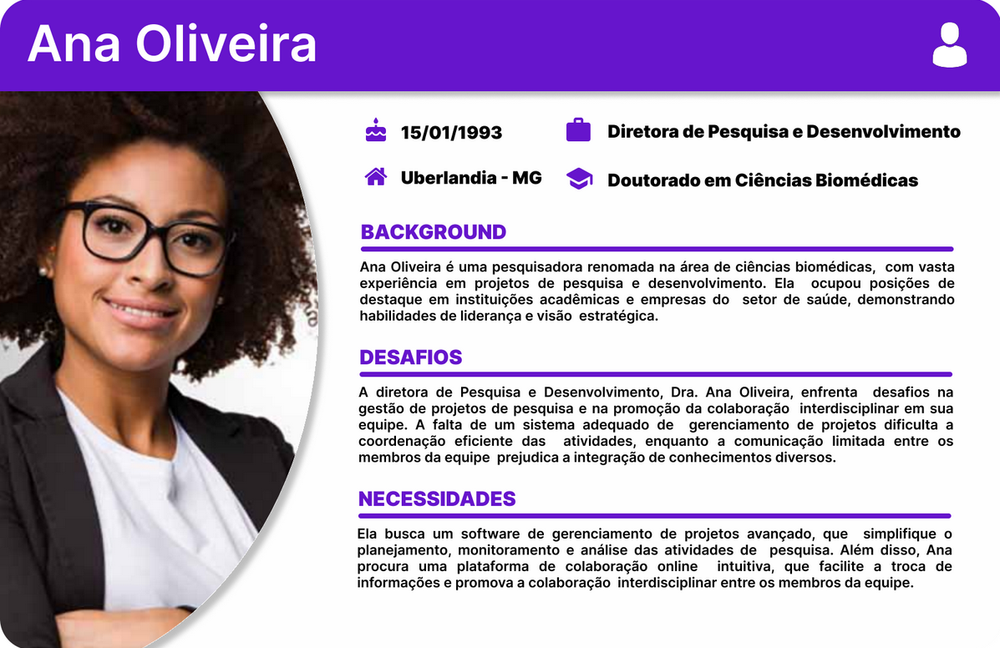 Ana Oliveira
15/01/1993
Diretora de Pesquisa e Desenvolvimento
Uberlandia - MG
Doutorado em Ciências Biomédicas
BACKGROUND
Ana Oliveira é uma pesquisadora renomada na área de ciências biomédicas, com vasta
experiência em projetos de pesquisa e desenvolvimento. Ela ocupou posições de
destaque em instituições acadêmicas e empresas do setor de saúde, demonstrando
habilidades de liderança e visão estratégica.
DESAFIOS
A diretora de Pesquisa e Desenvolvimento, Dra. Ana Oliveira, enfrenta desafios na
gestão de projetos de pesquisa e na promoção da colaboração interdisciplinar em sua
equipe. A falta de um sistema adequado de gerenciamento de projetos dificulta a
coordenação eficiente das atividades, enquanto a comunicação limitada entre os
membros da equipe prejudica a integração de conhecimentos diversos.
NECESSIDADES
Ela busca um software de gerenciamento de projetos avançado, que simplifique o
planejamento, monitoramento e análise das atividades de pesquisa. Além disso, Ana
procura uma plataforma de colaboração online intuitiva, que facilite a troca de
informações e promova a colaboração interdisciplinar entre os membros da equipe.